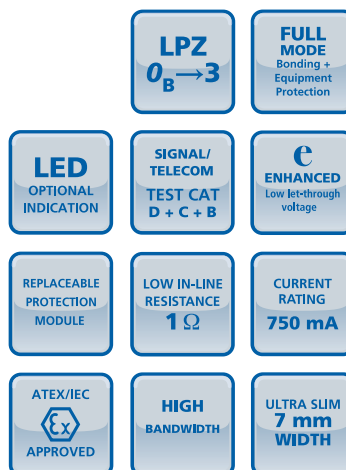 LPZ
0B→3
FULL
MODE
Bonding +
Equipment
Protection
LED
OPTIONAL
INDICATION
SIGNAL/
TELECOM
TEST CAT
D + C + B
e
ENHANCED
Low let-through
voltage
REPLACEABLE
PROTECTION
MODULE
LOW IN-LINE
RESISTANCE
1 Ω
CURRENT
RATING
750 mA
ATEX/IEC
Ex
APPROVED
HIGH
BANDWIDTH
ULTRA SLIM
7 mm
WIDTH